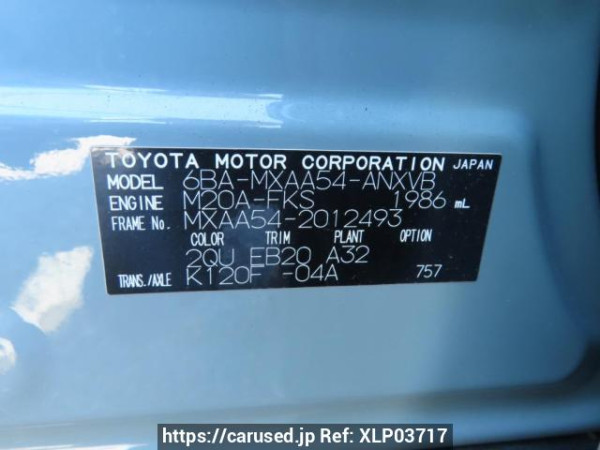 TOYOTA MOTOR CORPORATION JAPAN
MODEL 6BA-MXAA54-ANXVB
ENGINE M20A-FKS 1986 mL
FRAME No. MXAA54-2012493
COLOR TRIM PLANT OPTION
2QU EB20 A32
TRANS./AXLE K120F -04A 757
https://carused.jp Ref: XLP03717